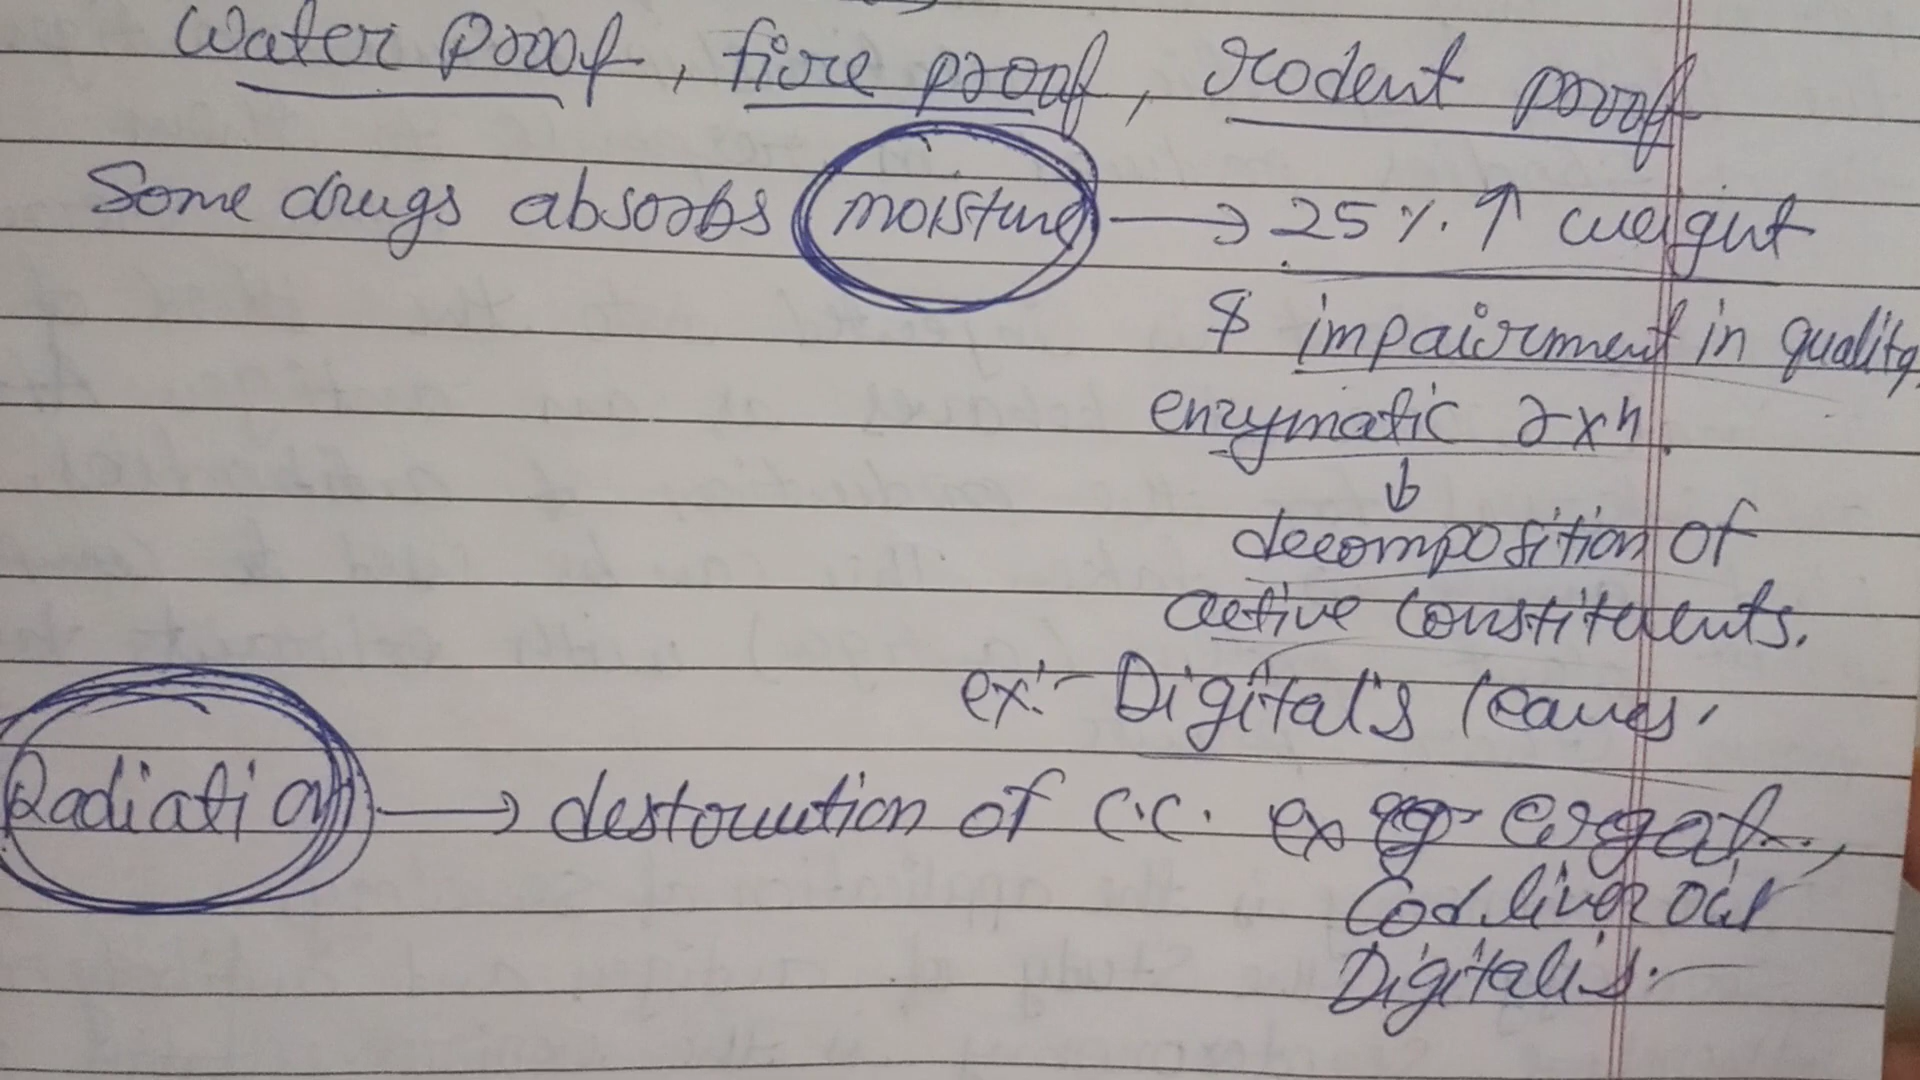 Water proof, fire proof, rodent proof
Some drugs absorbs moisture → 25% ↑ weight
& impairment in quality.
enzymatic rxn.
↓
decomposition of
active constituents.
ex:- Digitalis leaves.
Radiation → destruction of C.C. ex ergot,
Cod liver oil
Digitalis.